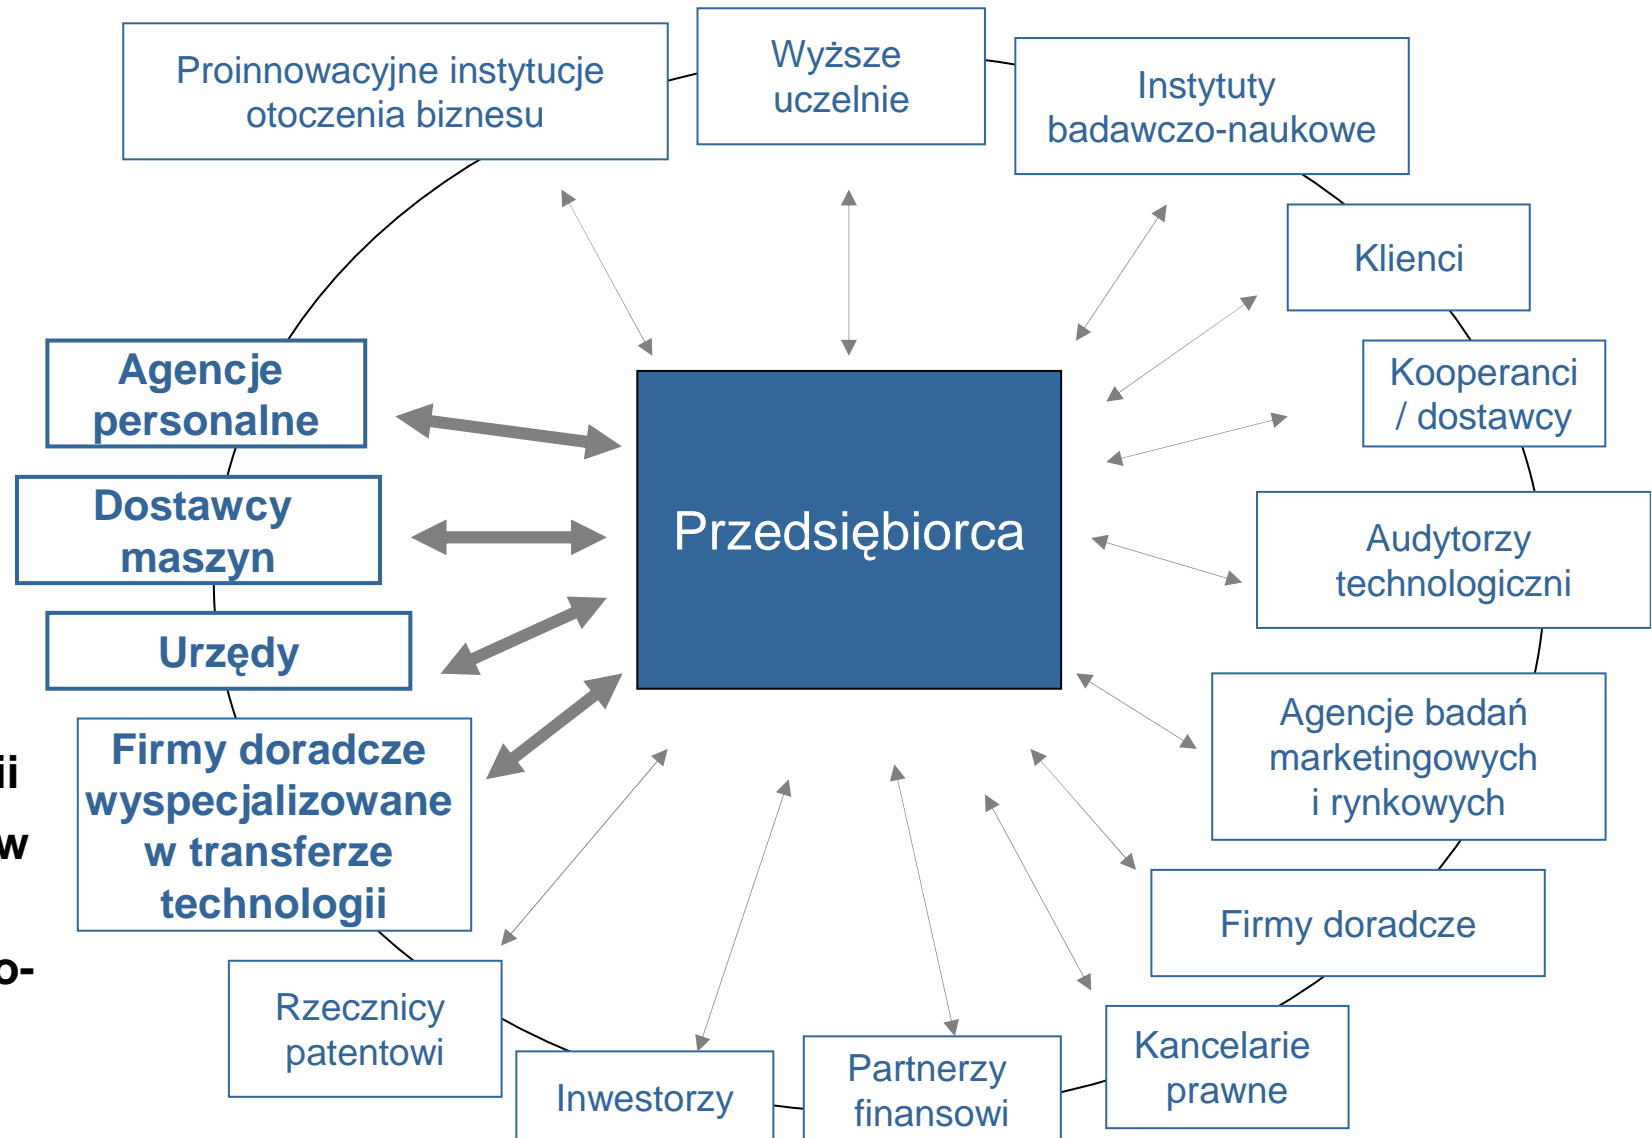 Proinnowacyjne instytucje
otoczenia biznesu
Wyższe
uczelnie
Instytuty
badawczo-naukowe
Klienci
Kooperanci
/ dostawcy
Audytorzy
technologiczni
Agencje badań
marketingowych
i rynkowych
Firmy doradcze
Kancelarie
prawne
Partnerzy
finansowi
Inwestorzy
Rzecznicy
patentowi
Firmy doradcze
wyspecjalizowane
w transferze
technologii
Urzędy
Dostawcy
maszyn
Agencje
personalne
Przedsiębiorca
ii
w
o-